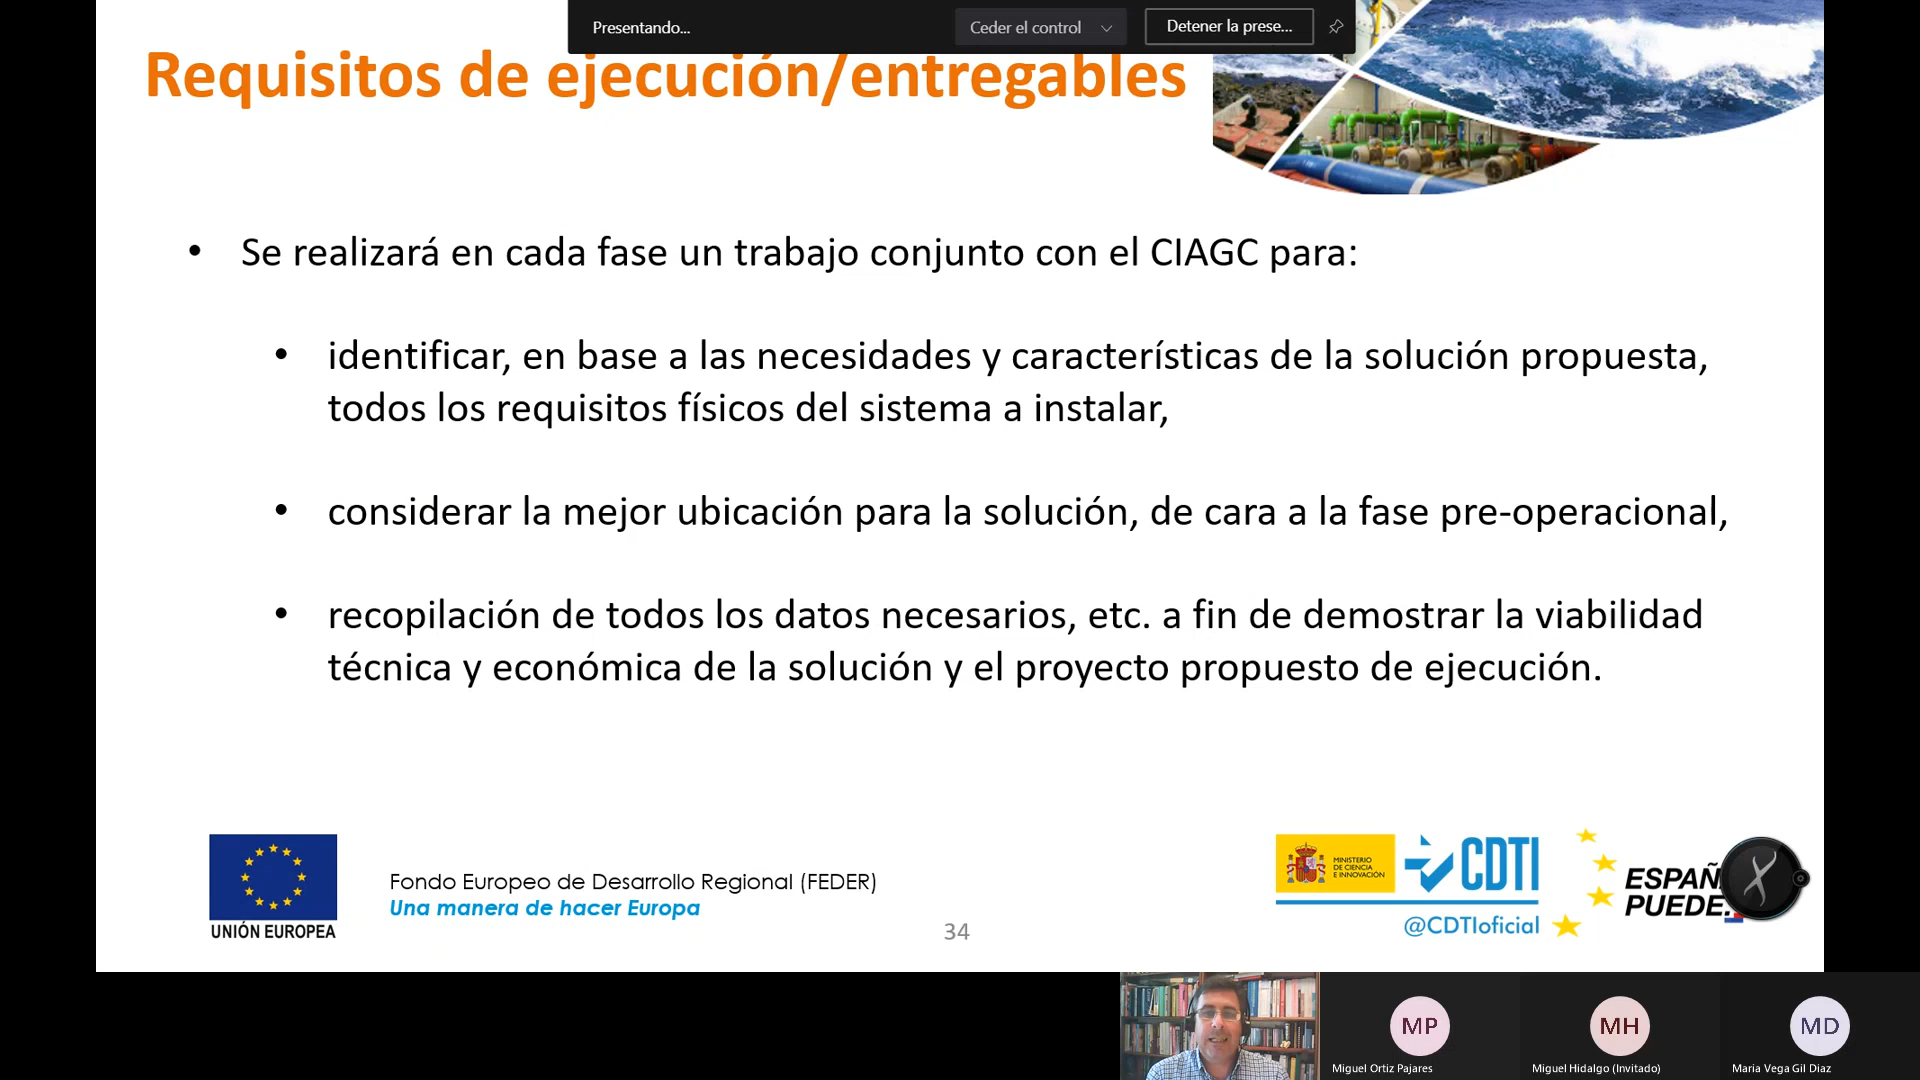 Presentando...
Ceder el control
Detener la prese...
Requisitos de ejecución/entregables
• Se realizará en cada fase un trabajo conjunto con el CIAGC para:
• identificar, en base a las necesidades y características de la solución propuesta,
todos los requisitos físicos del sistema a instalar,
• considerar la mejor ubicación para la solución, de cara a la fase pre-operacional,
• recopilación de todos los datos necesarios, etc. a fin de demostrar la viabilidad
técnica y económica de la solución y el proyecto propuesto de ejecución.
UNIÓN EUROPEA
Fondo Europeo de Desarrollo Regional (FEDER)
Una manera de hacer Europa
34
MINISTERIO
DE CIENCIA
E INNOVACIÓN
CDTI
@CDTIoficial
ESPAÑ
PUEDE.
MP
Miguel Ortiz Pajares
MH
Miguel Hidalgo (Invitado)
MD
Maria Vega Gil Diaz